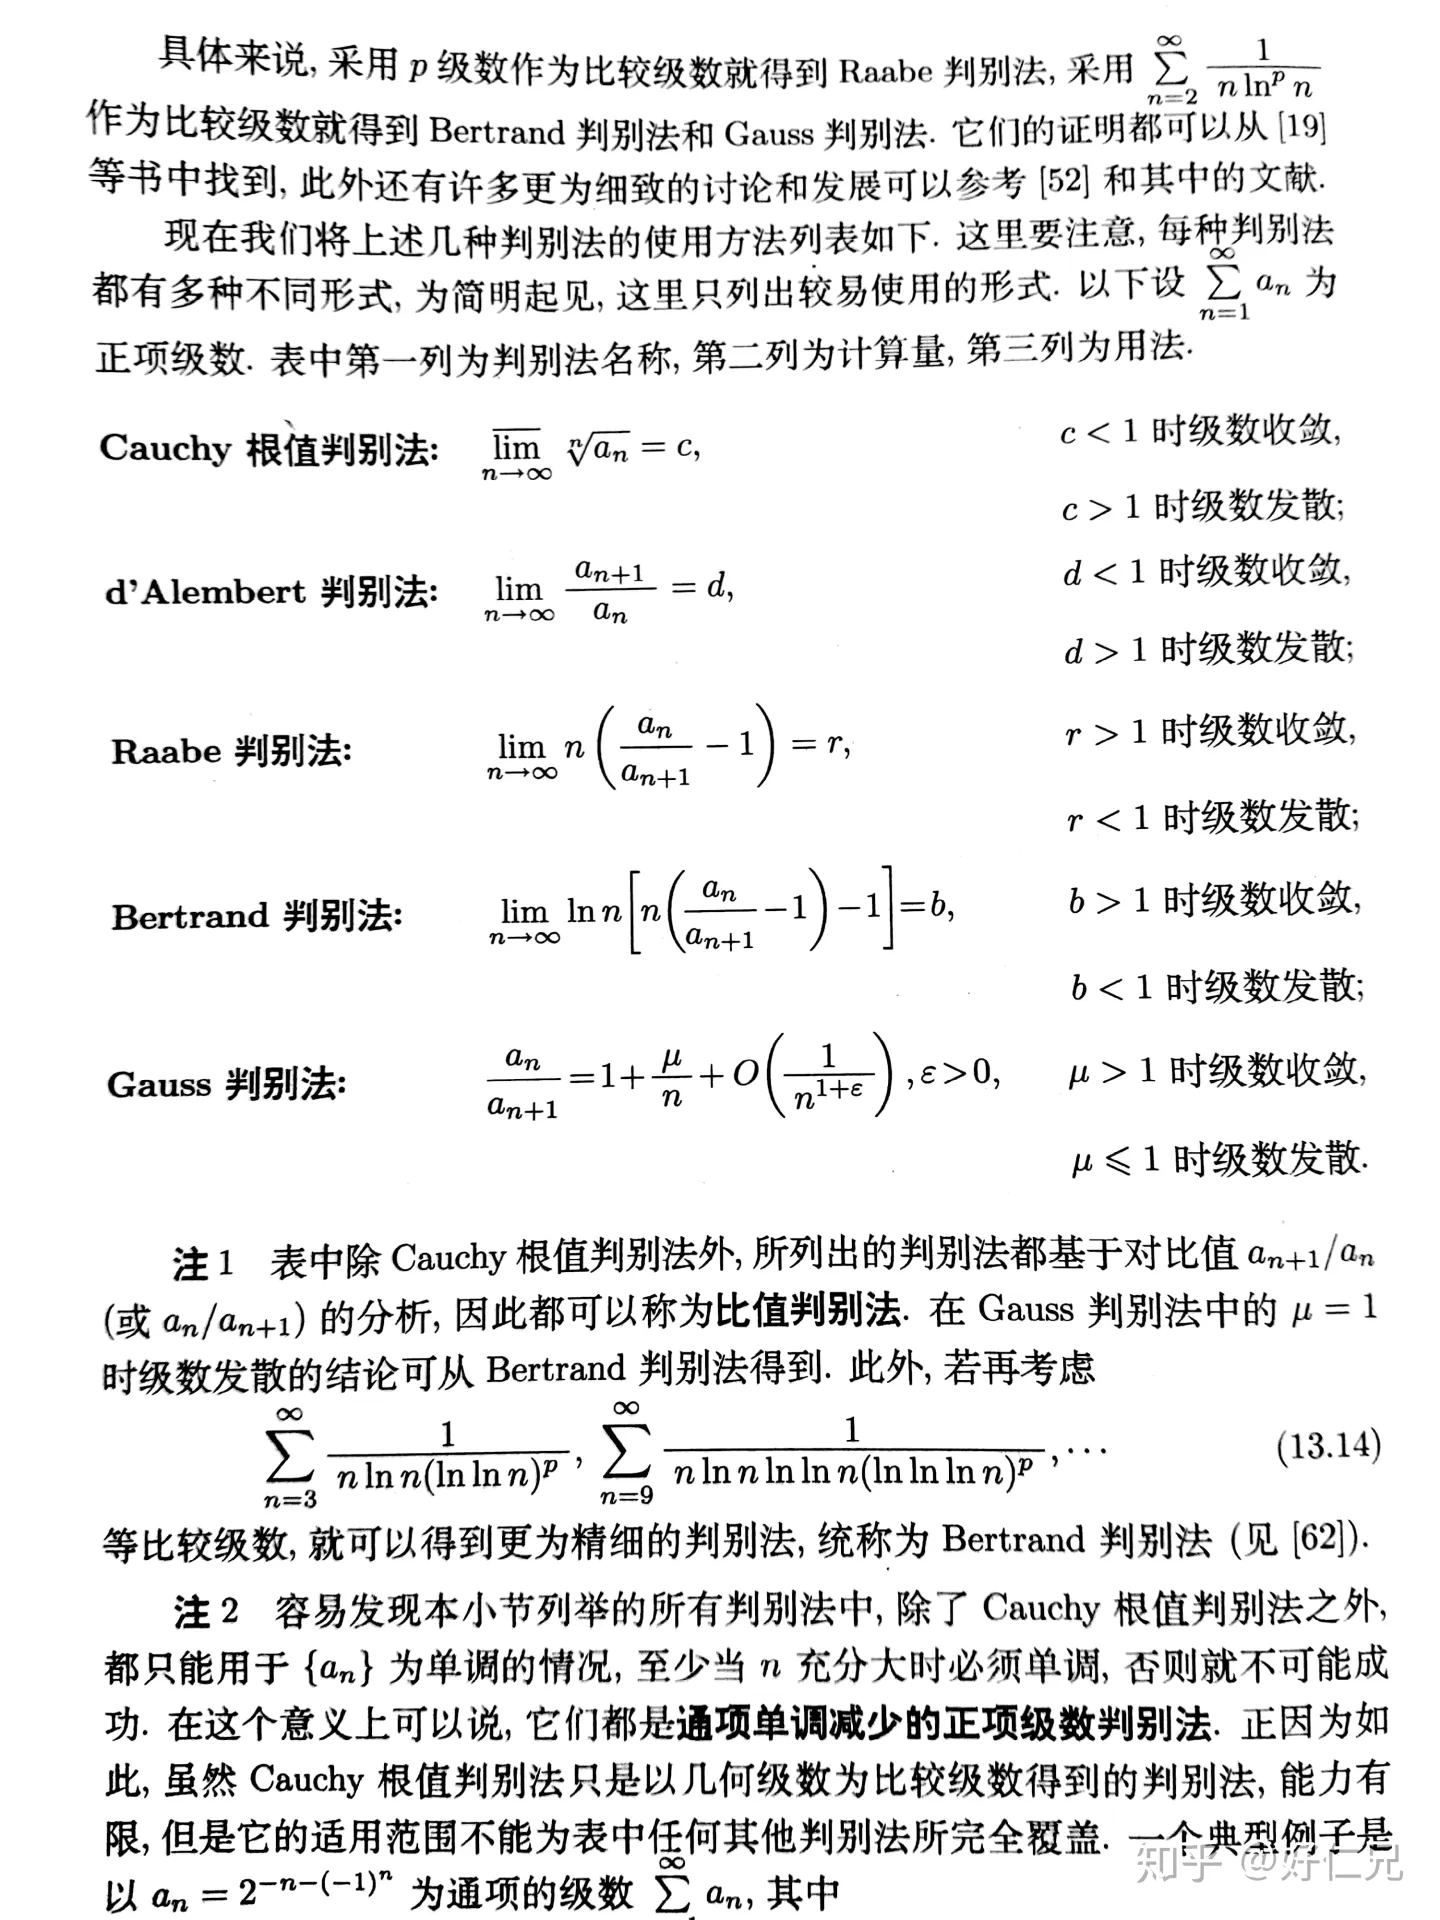 具体来说, 采用 p 级数作为比较级数就得到 Raabe 判别法, 采用 $\sum_{n=2}^{\infty} \frac{1}{n \ln^p n}$
作为比较级数就得到 Bertrand 判别法和 Gauss 判别法. 它们的证明都可以从 [19]
等书中找到, 此外还有许多更为细致的讨论和发展可以参考 [52] 和其中的文献.
现在我们将上述几种判别法的使用方法列表如下. 这里要注意, 每种判别法
都有多种不同形式, 为简明起见, 这里只列出较易使用的形式. 以下设 $\sum_{n=1}^{\infty} a_n$ 为
正项级数. 表中第一列为判别法名称, 第二列为计算量, 第三列为用法.
Cauchy 根值判别法: $\overline{\lim}_{n\to\infty} \sqrt[n]{a_n} = c$, c < 1 时级数收敛,
c > 1 时级数发散;
d'Alembert 判别法: $\lim_{n\to\infty} \frac{a_{n+1}}{a_n} = d$, d < 1 时级数收敛,
d > 1 时级数发散;
Raabe 判别法: $\lim_{n\to\infty} n\left(\frac{a_n}{a_{n+1}} - 1\right) = r$, r > 1 时级数收敛,
r < 1 时级数发散;
Bertrand 判别法: $\lim_{n\to\infty} \ln n\left[n\left(\frac{a_n}{a_{n+1}} - 1\right) - 1\right] = b$, b > 1 时级数收敛,
b < 1 时级数发散;
Gauss 判别法: $\frac{a_n}{a_{n+1}} = 1 + \frac{\mu}{n} + O\left(\frac{1}{n^{1+\varepsilon}}\right), \varepsilon > 0$, μ > 1 时级数收敛,
μ ⩽ 1 时级数发散.
注 1 表中除 Cauchy 根值判别法外, 所列出的判别法都基于对比值 $a_{n+1}/a_n$
(或 $a_n/a_{n+1}$) 的分析, 因此都可以称为比值判别法. 在 Gauss 判别法中的 μ = 1
时级数发散的结论可从 Bertrand 判别法得到. 此外, 若再考虑
$\sum_{n=3}^{\infty} \frac{1}{n \ln n (\ln \ln n)^p}, \sum_{n=9}^{\infty} \frac{1}{n \ln n \ln \ln n (\ln \ln \ln n)^p}, \cdots$ (13.14)
等比较级数, 就可以得到更为精细的判别法, 统称为 Bertrand 判别法 (见 [62]).
注 2 容易发现本小节列举的所有判别法中, 除了 Cauchy 根值判别法之外,
都只能用于 {$a_n$} 为单调的情况, 至少当 n 充分大时必须单调, 否则就不可能成
功. 在这个意义上可以说, 它们都是通项单调减少的正项级数判别法. 正因为如
此, 虽然 Cauchy 根值判别法只是以几何级数为比较级数得到的判别法, 能力有
限, 但是它的适用范围不能为表中任何其他判别法所完全覆盖. 一个典型例子是
以 $a_n = 2^{-n-(-1)^n}$ 为通项的级数 $\sum_{1}^{\infty} a_n$, 其中
知乎 @好仁兄